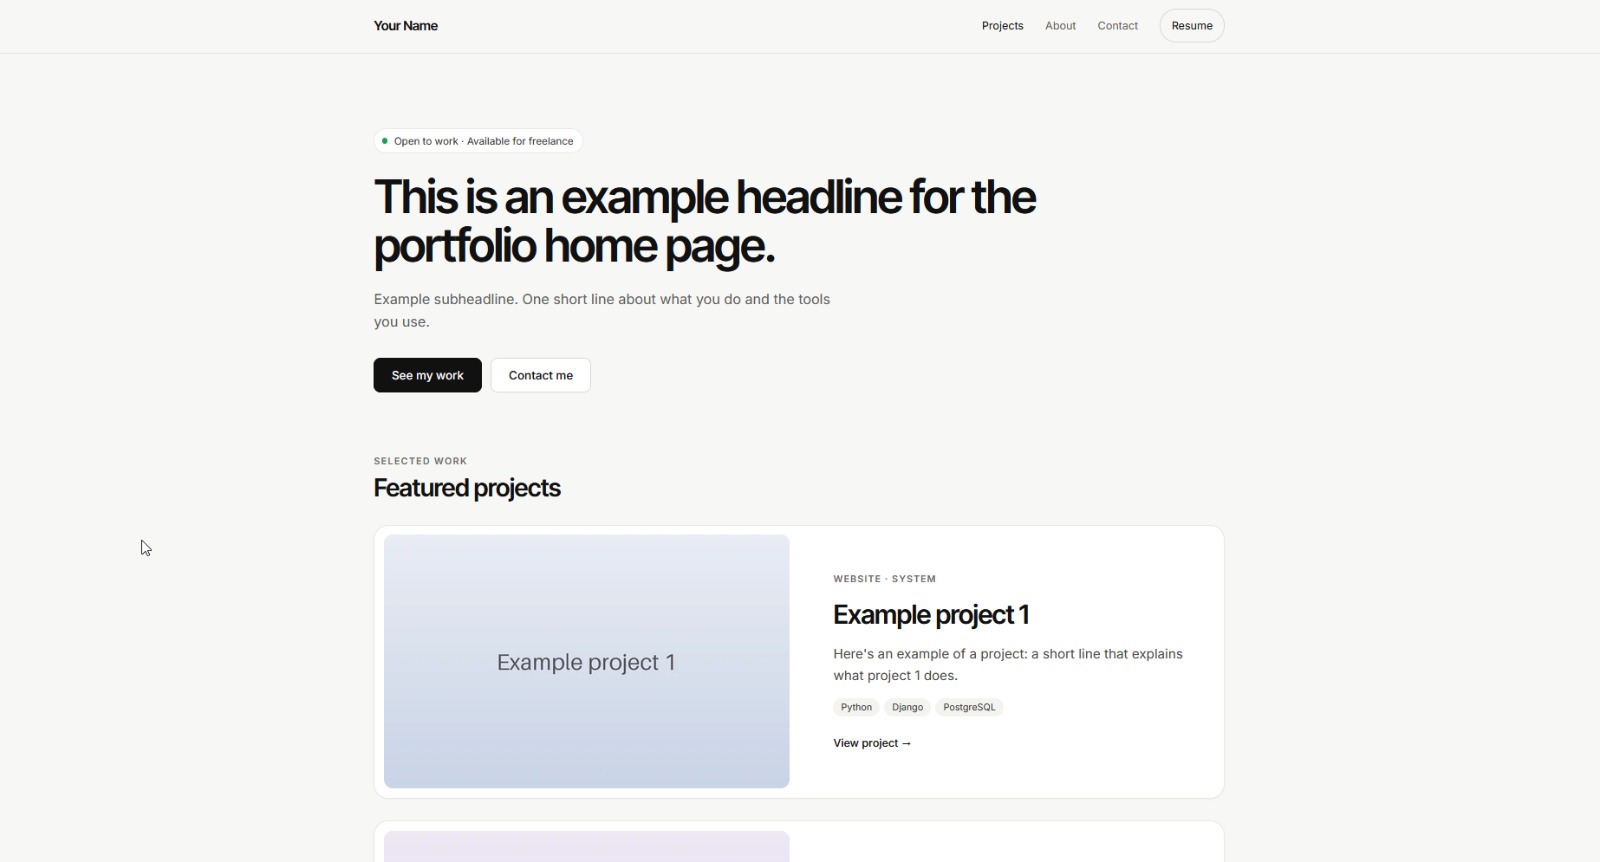 Your Name
Projects
About
Contact
Resume
Open to work · Available for freelance
This is an example headline for the
portfolio home page.
Example subheadline. One short line about what you do and the tools
you use.
See my work
Contact me
SELECTED WORK
Featured projects
Example project 1
WEBSITE · SYSTEM
Example project 1
Here's an example of a project: a short line that explains
what project 1 does.
Python
Django
PostgreSQL
View project →